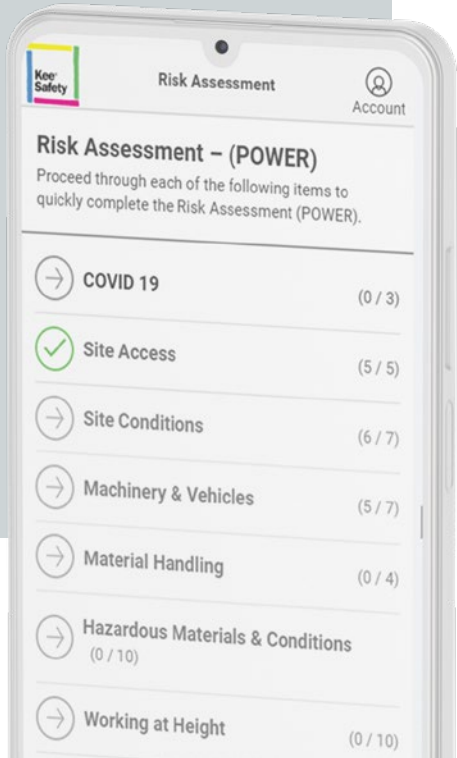 Kee
Safety
Risk Assessment
Account
Risk Assessment – (POWER)
Proceed through each of the following items to
quickly complete the Risk Assessment (POWER).
COVID 19 (0 / 3)
Site Access (5 / 5)
Site Conditions (6 / 7)
Machinery & Vehicles (5 / 7)
Material Handling (0 / 4)
Hazardous Materials & Conditions
(0 / 10)
Working at Height (0 / 10)